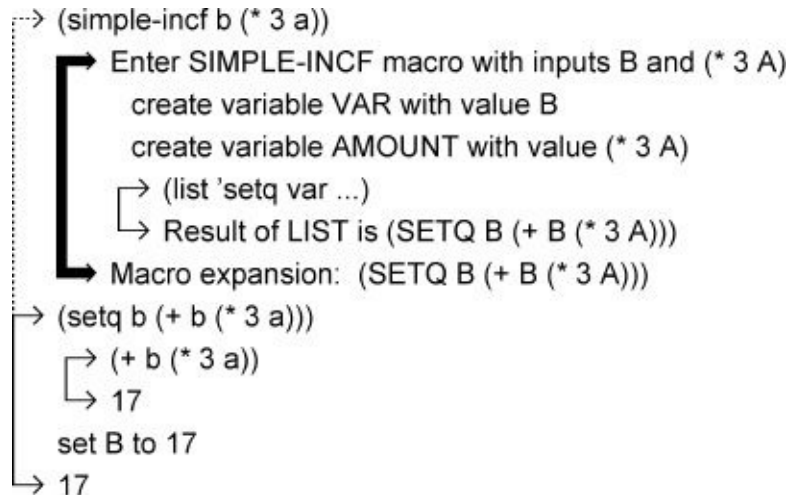 (simple-incf b (* 3 a))
Enter SIMPLE-INCF macro with inputs B and (* 3 A)
create variable VAR with value B
create variable AMOUNT with value (* 3 A)
(list ’setq var ...)
Result of LIST is (SETQ B (+ B (* 3 A)))
Macro expansion: (SETQ B (+ B (* 3 A)))
(setq b (+ b (* 3 a)))
(+ b (* 3 a))
17
set B to 17
17